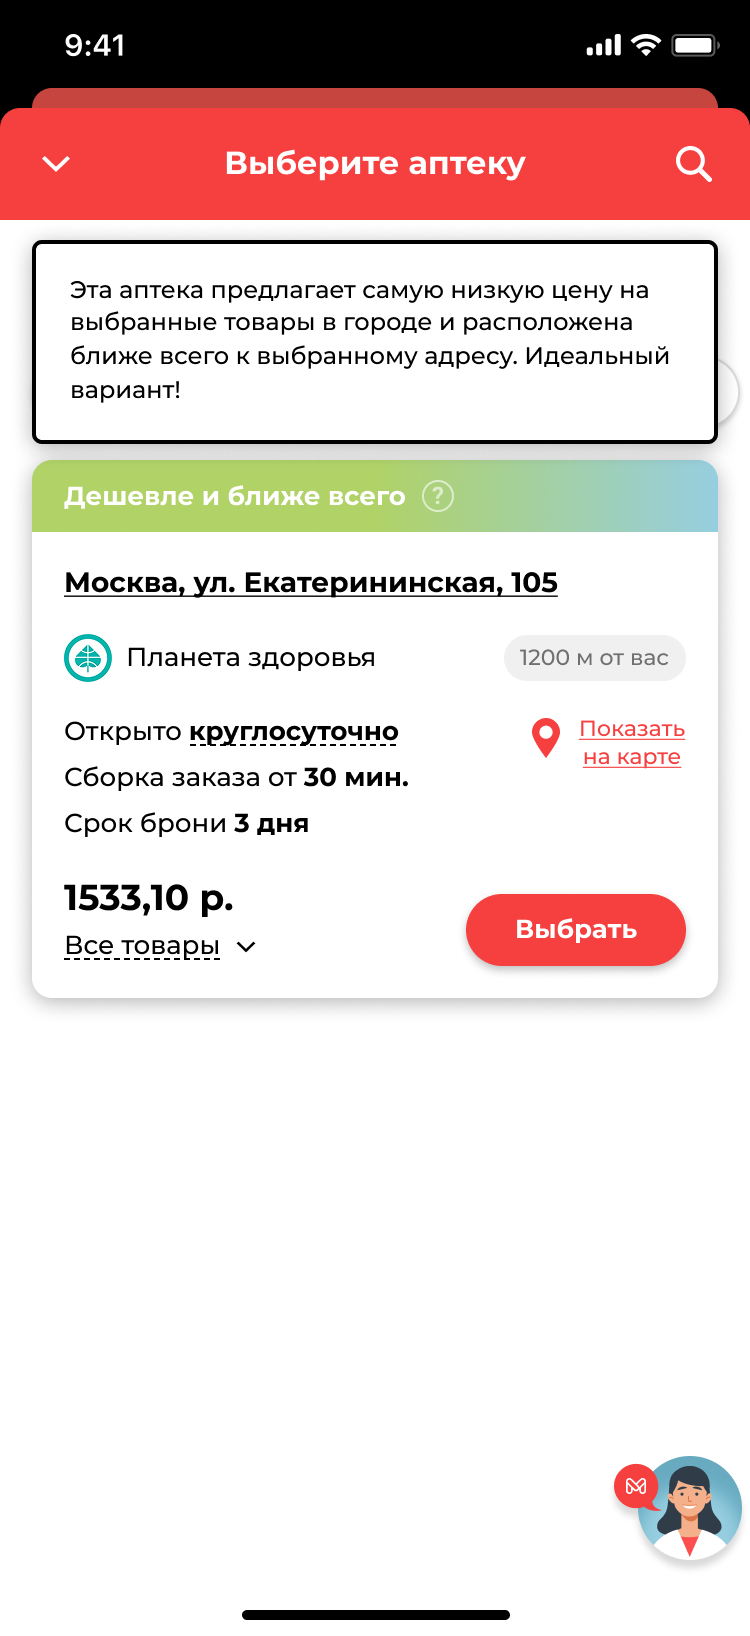 9:41
Выберите аптеку
Эта аптека предлагает самую низкую цену на
выбранные товары в городе и расположена
ближе всего к выбранному адресу. Идеальный
вариант!
Дешевле и ближе всего ?
Москва, ул. Екатерининская, 105
Планета здоровья
1200 м от вас
Открыто круглосуточно
Показать
на карте
Сборка заказа от 30 мин.
Срок брони 3 дня
1533,10 р.
Все товары
Выбрать